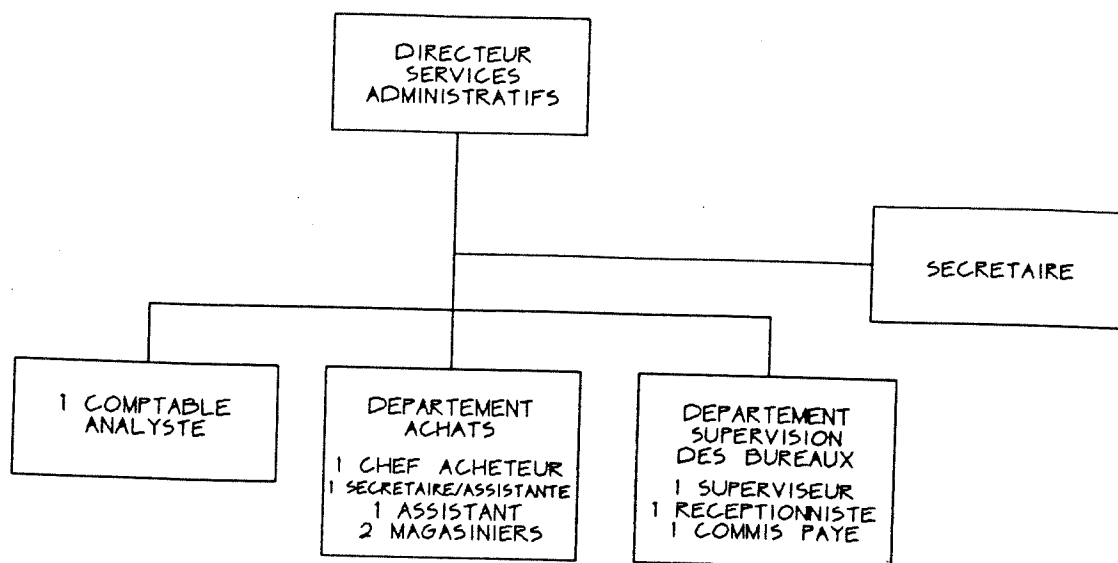 DIRECTEUR
SERVICES
ADMINISTRATIFS
SECRETAIRE
1 COMPTABLE
ANALYSTE
DEPARTEMENT
ACHATS
1 CHEF ACHETEUR
1 SECRETAIRE/ASSISTANTE
1 ASSISTANT
2 MAGASINIERS
DEPARTEMENT
SUPERVISION
DES BUREAUX
1 SUPERVISEUR
1 RECEPTIONNISTE
1 COMMIS PAYE